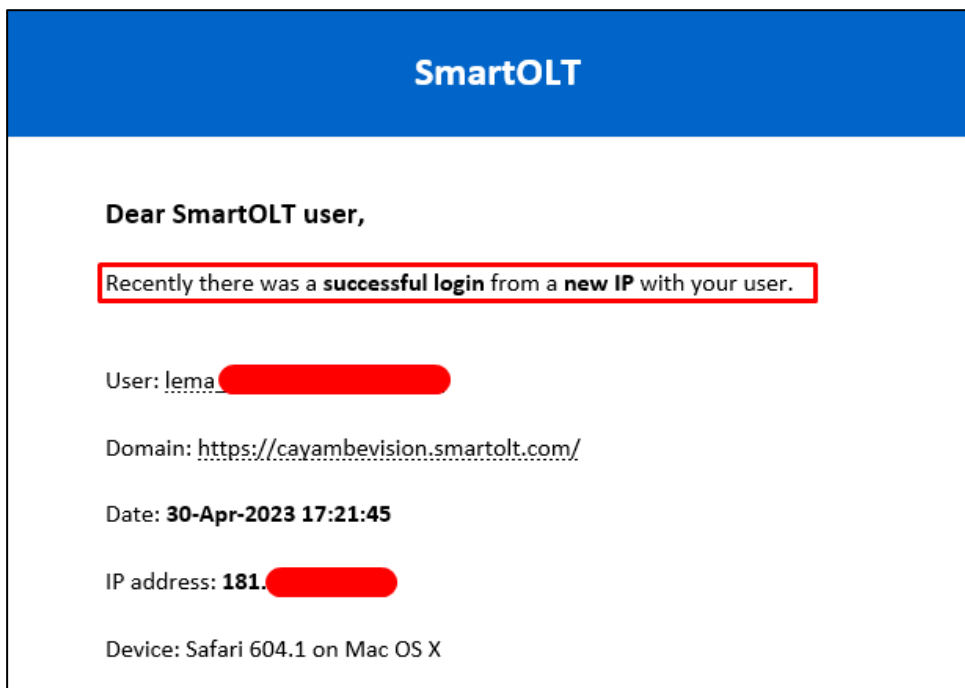 SmartOLT
Dear SmartOLT user,
Recently there was a successful login from a new IP with your user.
User: lema
Domain: https://cayambevision.smartolt.com/
Date: 30-Apr-2023 17:21:45
IP address: 181.
Device: Safari 604.1 on Mac OS X